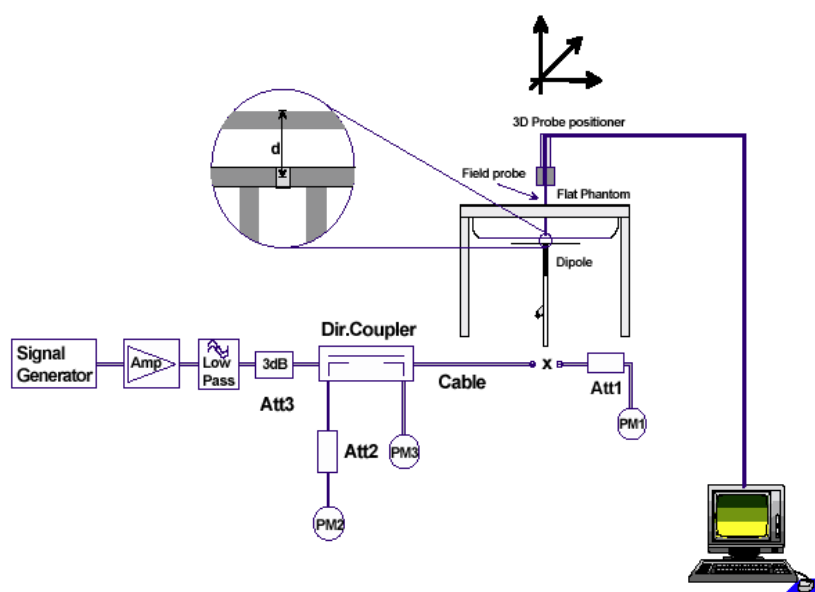 3D Probe positioner
d
Field probe
Flat Phantom
Dipole
Dir.Coupler
Signal
Generator
Amp
Low
Pass
3dB
Cable
x
Att1
Att3
PM1
Att2
PM3
PM2